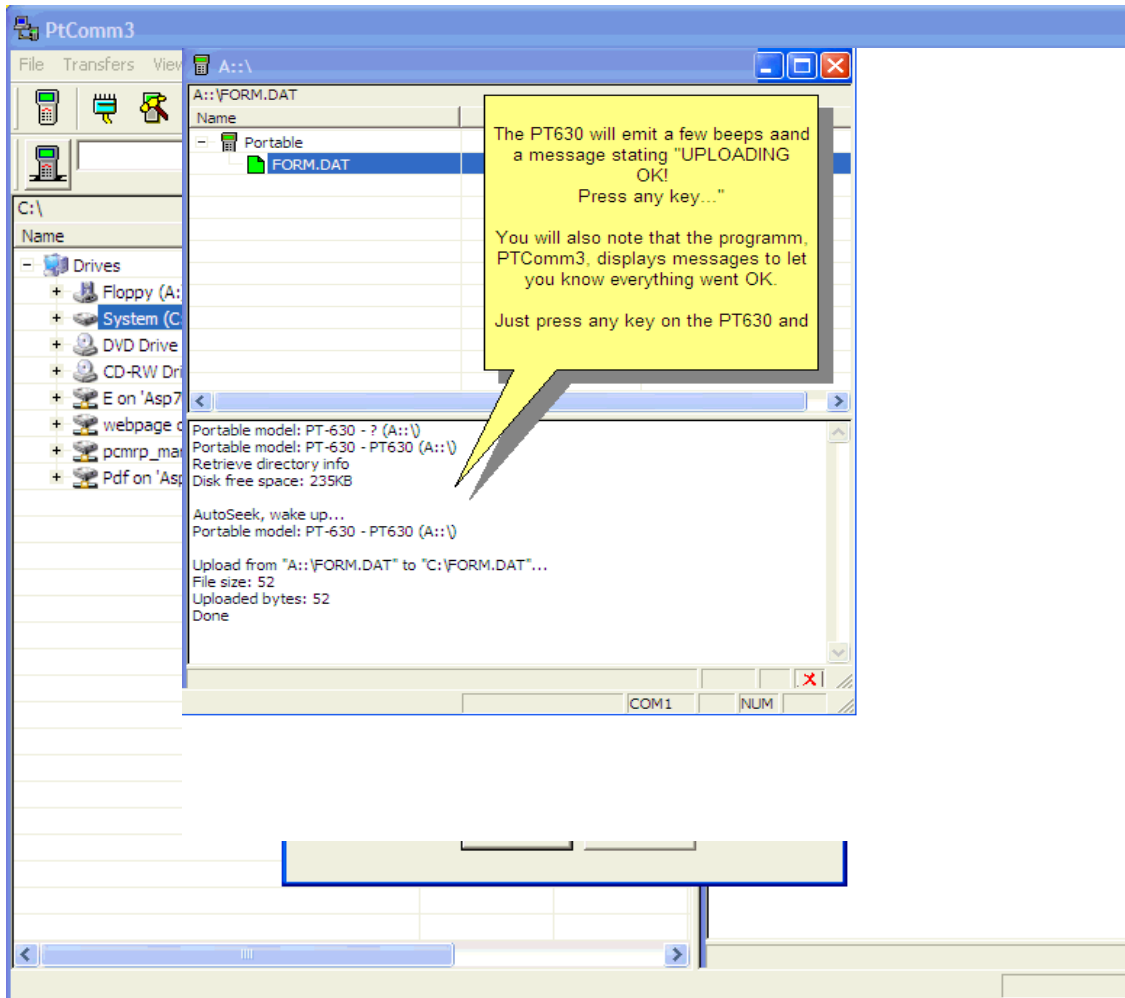 PtComm3
File Transfers View
A::\
A::\FORM.DAT
Name
Portable
FORM.DAT
The PT630 will emit a few beeps aand
a message stating "UPLOADING
OK!
Press any key..."
You will also note that the programm,
PTComm3, displays messages to let
you know everything went OK.
Just press any key on the PT630 and
C:\
Name
Drives
Floppy (A:
System (C
DVD Drive
CD-RW Dri
E on 'Asp7
webpage
pcmrp_ma
Pdf on 'Asp
Portable model: PT-630 - ? (A::\)
Portable model: PT-630 - PT630 (A::\)
Retrieve directory info
Disk free space: 235KB
AutoSeek, wake up...
Portable model: PT-630 - PT630 (A::\)
Upload from "A::\FORM.DAT" to "C:\FORM.DAT"...
File size: 52
Uploaded bytes: 52
Done
COM1
NUM